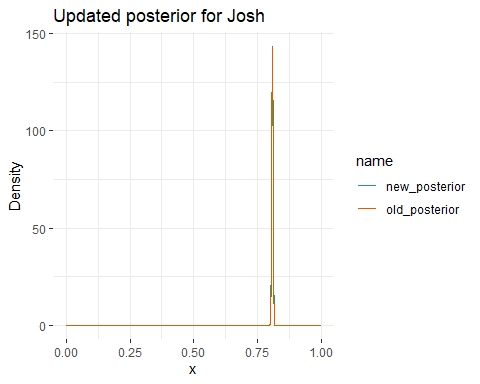 Updated posterior for Josh
150
100
50
0
Density
0.00 0.25 0.50 0.75 1.00
x
name
new_posterior
old_posterior